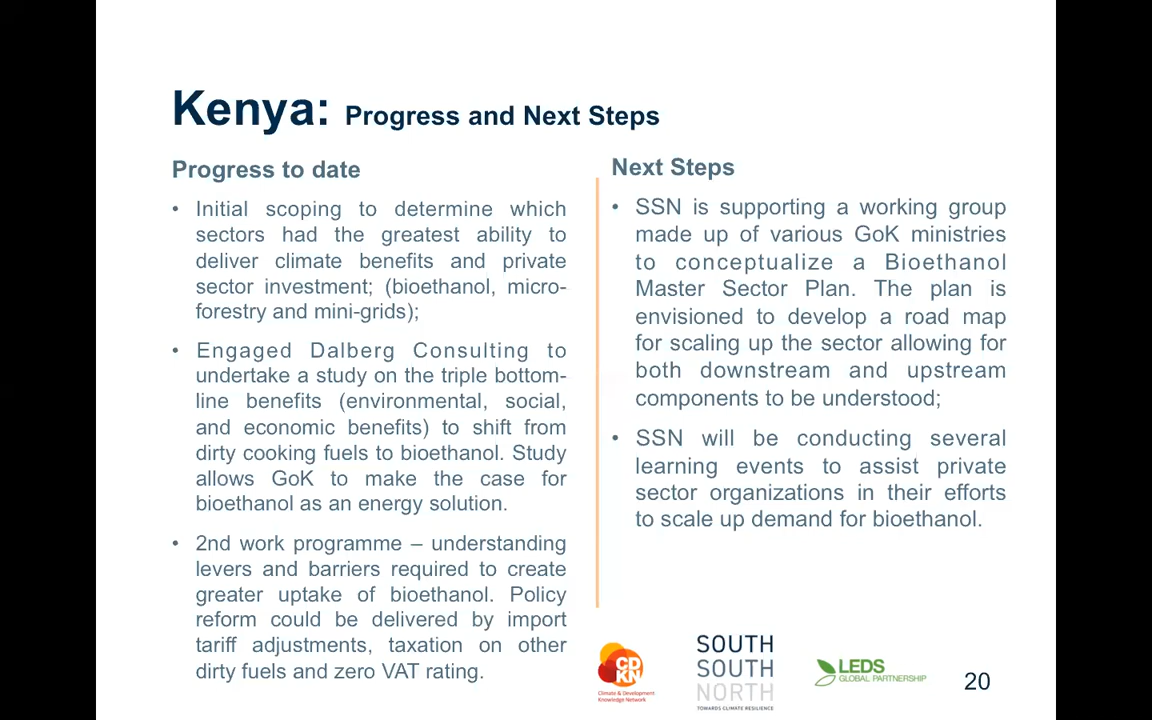 Kenya: Progress and Next Steps
Progress to date
• Initial scoping to determine which
sectors had the greatest ability to
deliver climate benefits and private
sector investment; (bioethanol, micro-
forestry and mini-grids);
• Engaged Dalberg Consulting to
undertake a study on the triple bottom-
line benefits (environmental, social,
and economic benefits) to shift from
dirty cooking fuels to bioethanol. Study
allows GoK to make the case for
bioethanol as an energy solution.
• 2nd work programme – understanding
levers and barriers required to create
greater uptake of bioethanol. Policy
reform could be delivered by import
tariff adjustments, taxation on other
dirty fuels and zero VAT rating.
Next Steps
• SSN is supporting a working group
made up of various GoK ministries
to conceptualize a Bioethanol
Master Sector Plan. The plan is
envisioned to develop a road map
for scaling up the sector allowing for
both downstream and upstream
components to be understood;
• SSN will be conducting several
learning events to assist private
sector organizations in their efforts
to scale up demand for bioethanol.
CD
KN
Climate & Development
Knowledge Network
SOUTH
SOUTH
NORTH
TOWARDS CLIMATE RESILIENCE
LEDS
GLOBAL PARTNERSHIP
20